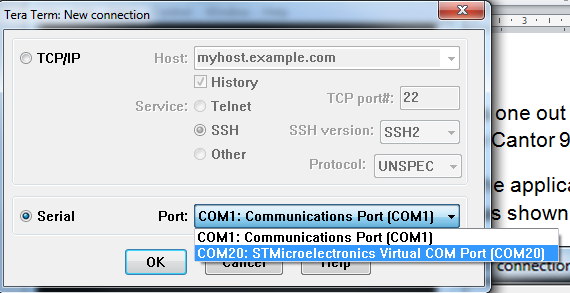 Tera Term: New connection
TCP/IP
Host: myhost.example.com
History
Service: Telnet
TCP port#: 22
SSH
SSH version: SSH2
Other
Protocol: UNSPEC
Serial
Port: COM1: Communications Port (COM1)
COM1: Communications Port (COM1)
COM20: STMicroelectronics Virtual COM Port (COM20)
OK
Cancel
Help
one out
Cantor 9
e applica
s shown
connection